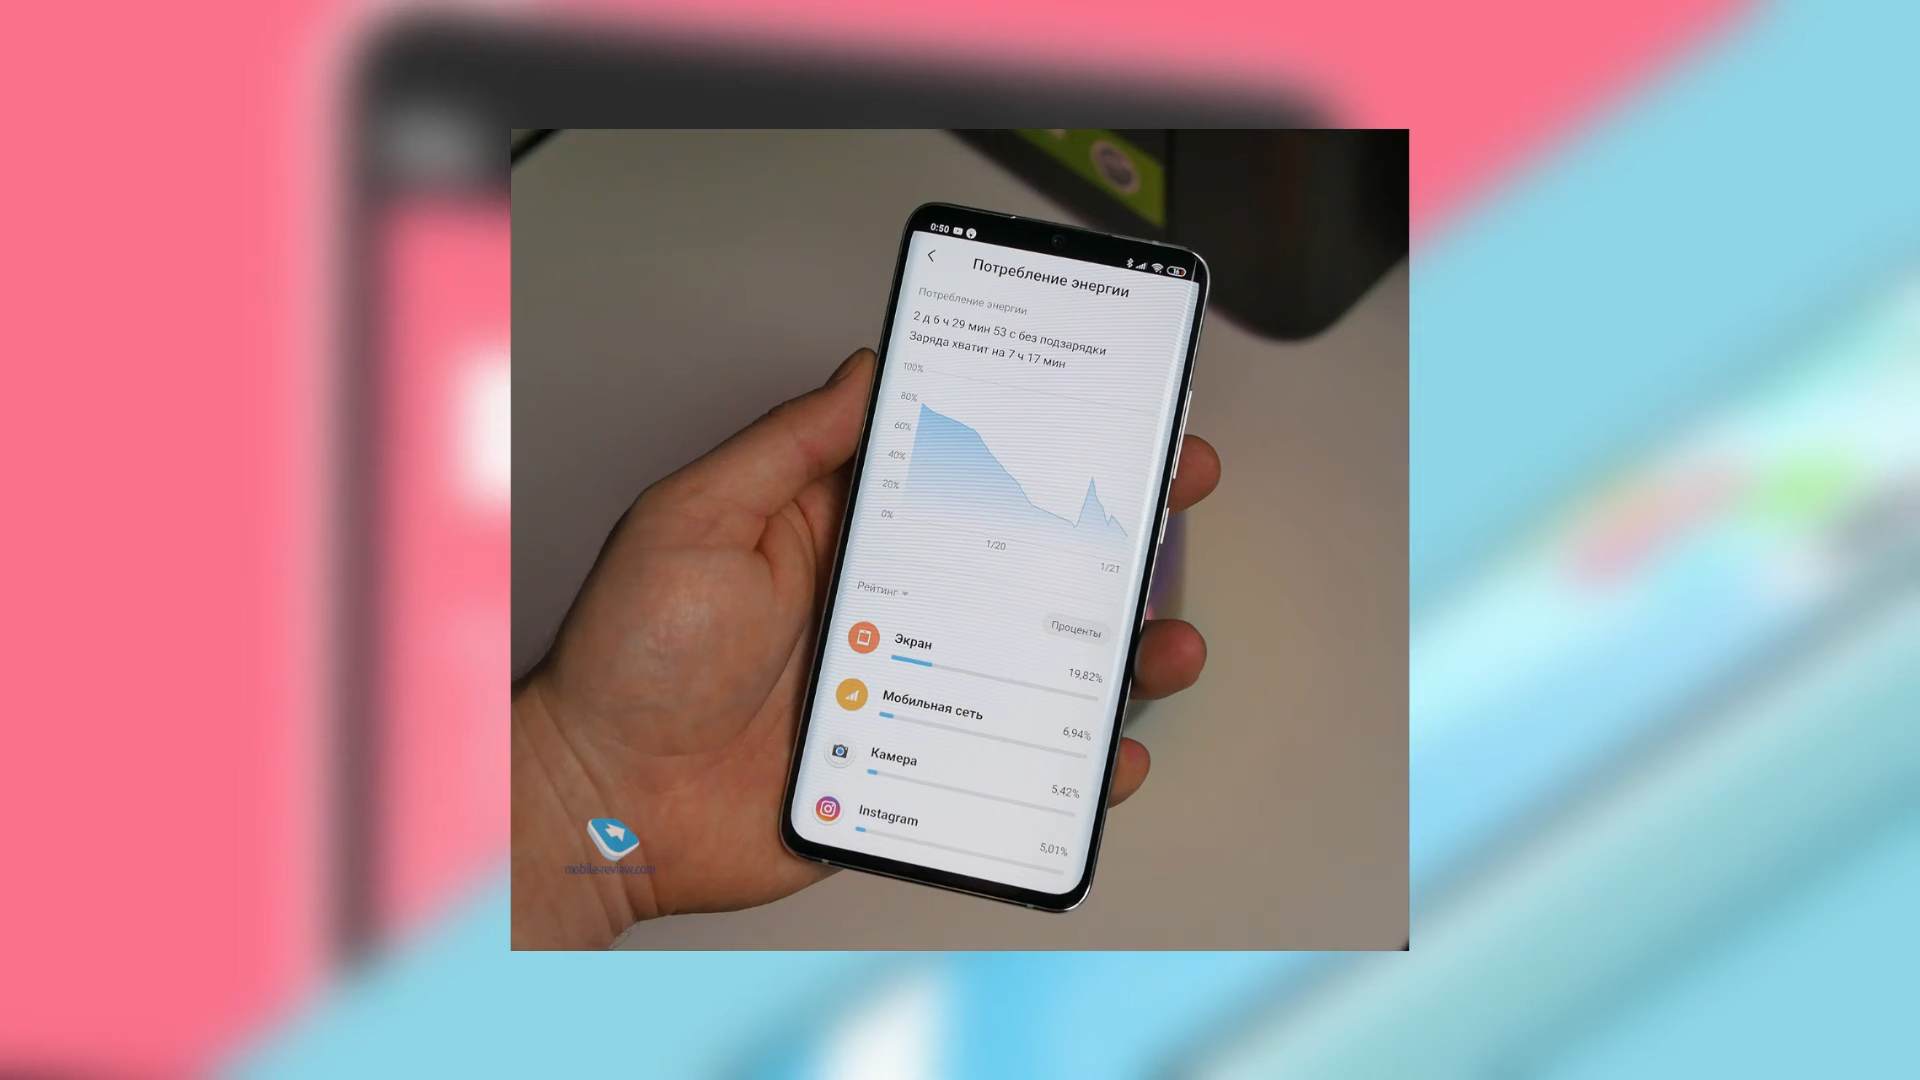 0:50
Потребление энергии
Потребление энергии
2 д 6 ч 29 мин 53 с без подзарядки
Заряда хватит на 7 ч 17 мин
100%
80%
60%
40%
20%
0%
1/20
1/21
Рейтинг
Проценты
Экран
19,82%
Мобильная сеть
6,94%
Камера
5,42%
Instagram
5,01%
mobile-review.com